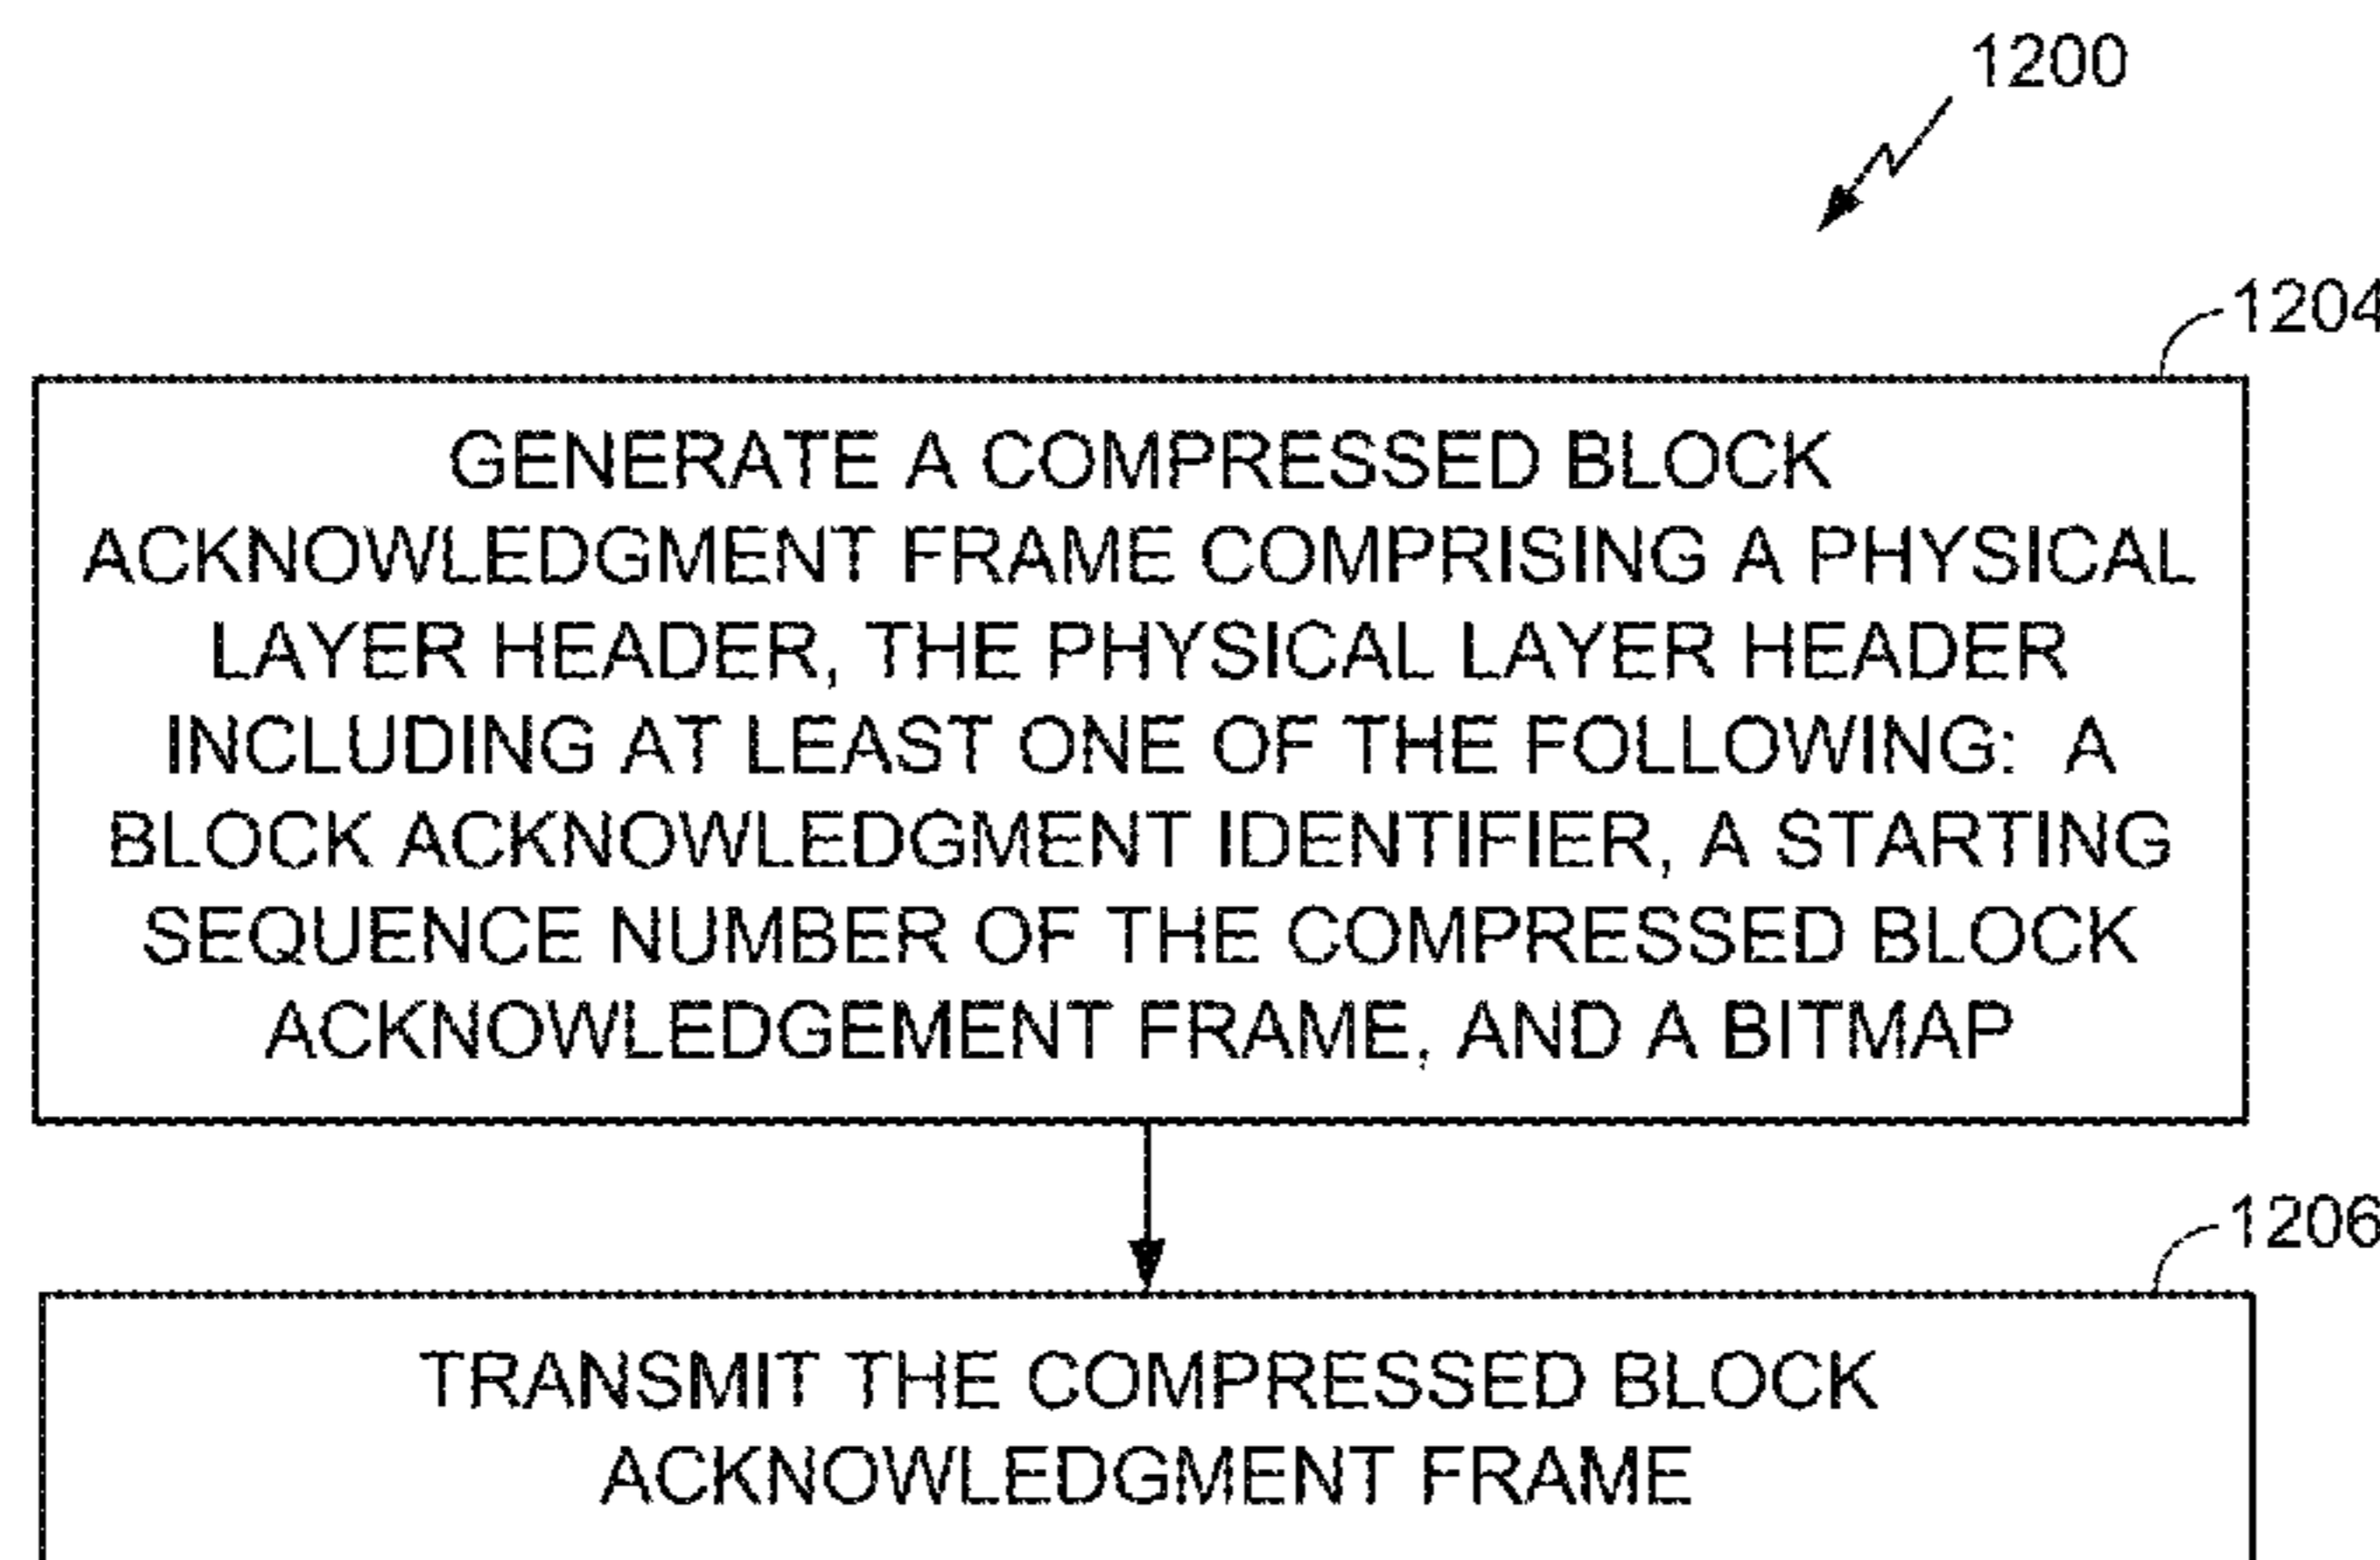 1200
1204
GENERATE A COMPRESSED BLOCK
ACKNOWLEDGMENT FRAME COMPRISING A PHYSICAL
LAYER HEADER, THE PHYSICAL LAYER HEADER
INCLUDING AT LEAST ONE OF THE FOLLOWING: A
BLOCK ACKNOWLEDGMENT IDENTIFIER, A STARTING
SEQUENCE NUMBER OF THE COMPRESSED BLOCK
ACKNOWLEDGEMENT FRAME, AND A BITMAP
1206
TRANSMIT THE COMPRESSED BLOCK
ACKNOWLEDGMENT FRAME